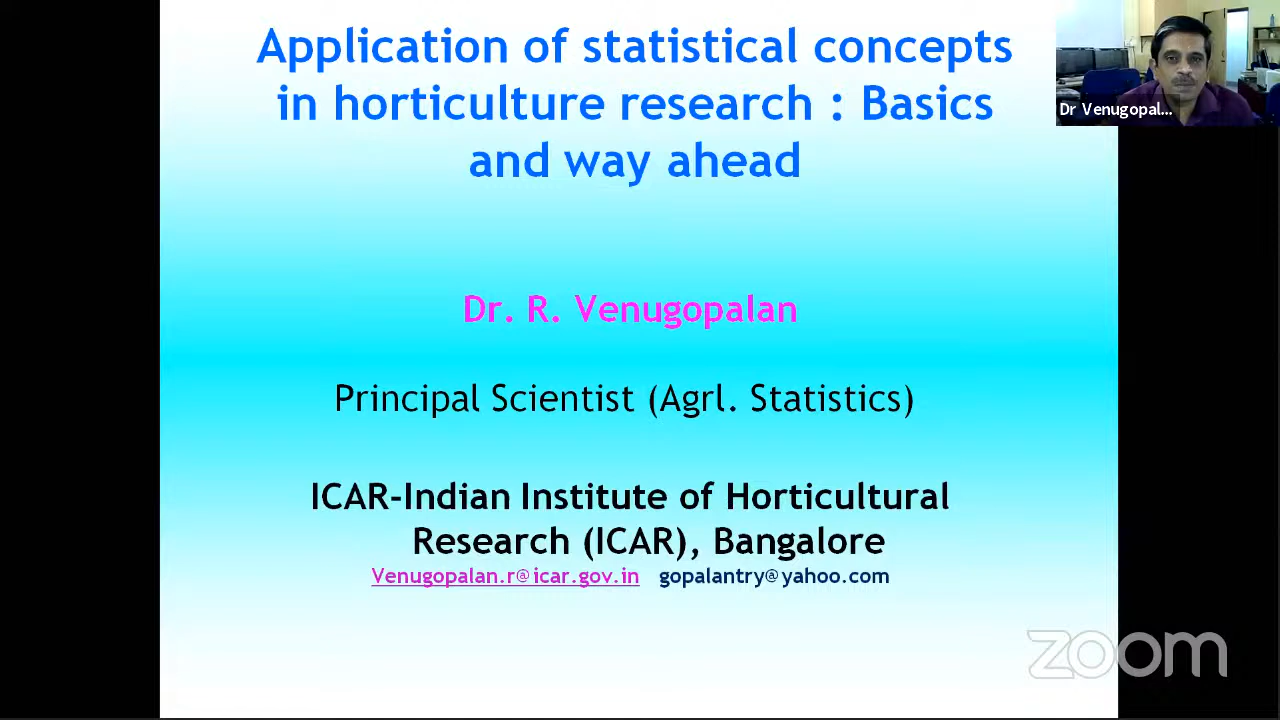 Application of statistical concepts
in horticulture research : Basics
and way ahead
Dr Venugopal...
Dr. R. Venugopalan
Principal Scientist (Agrl. Statistics)
ICAR-Indian Institute of Horticultural
Research (ICAR), Bangalore
Venugopalan.r@icar.gov.in gopalantry@yahoo.com
zoom